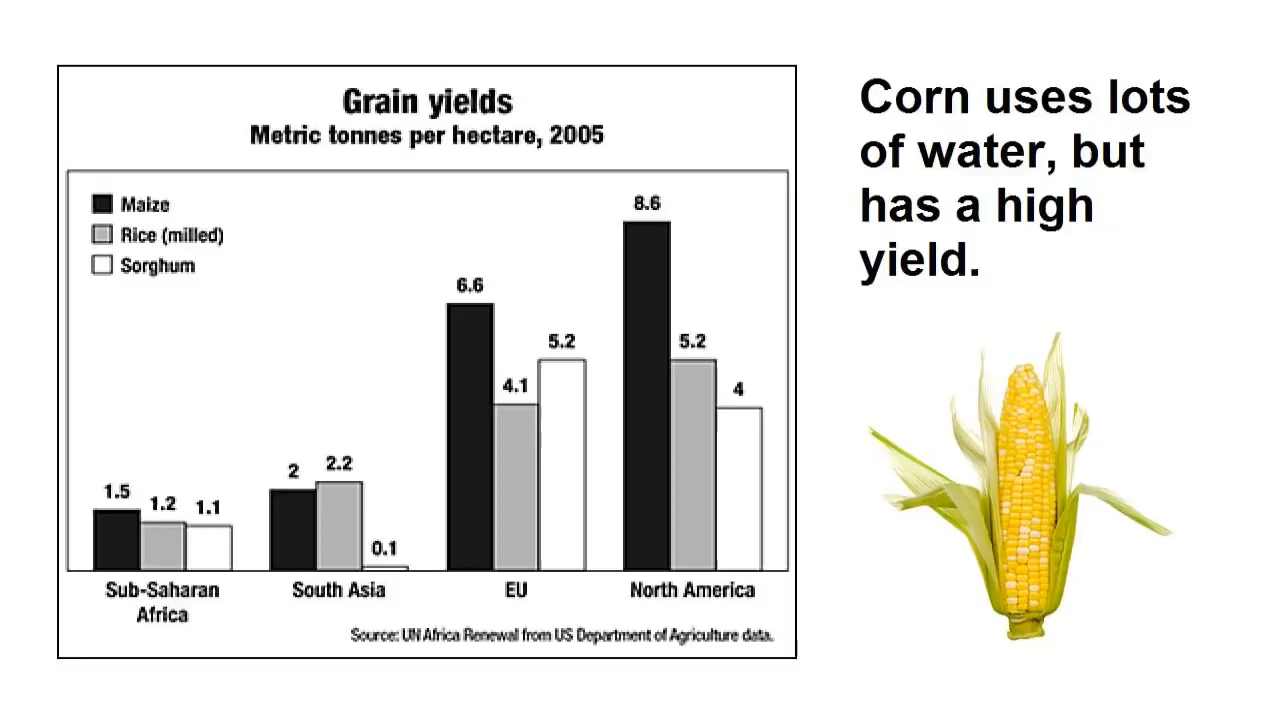 Grain yields
Metric tonnes per hectare, 2005
Maize
Rice (milled)
Sorghum
1.5
1.2
1.1
2
2.2
0.1
6.6
4.1
5.2
8.6
5.2
4
Sub-Saharan
Africa
South Asia
EU
North America
Source: UN Africa Renewal from US Department of Agriculture data.
Corn uses lots
of water, but
has a high
yield.